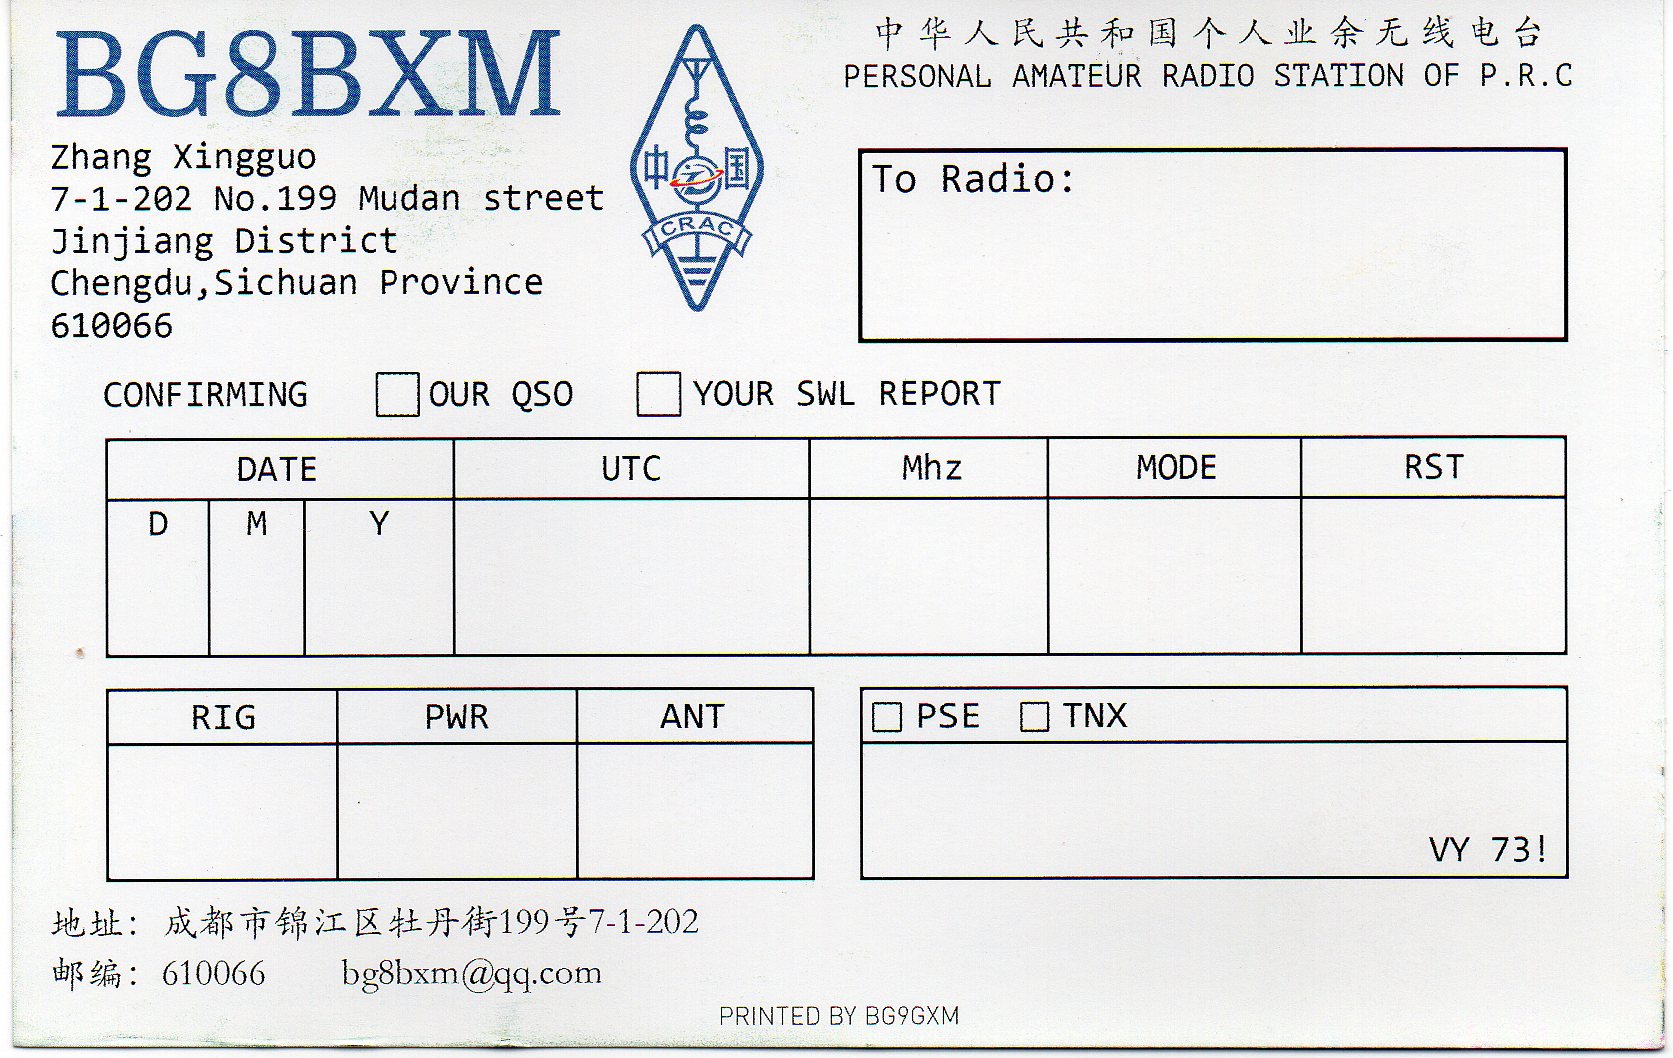 BG8BXM
Zhang Xingguo
7-1-202 No.199 Mudan street
Jinjiang District
Chengdu,Sichuan Province
610066
中国
CRAC
中华人民共和国个人业余无线电台
PERSONAL AMATEUR RADIO STATION OF P.R.C
To Radio:
CONFIRMING OUR QSO YOUR SWL REPORT
DATE UTC Mhz MODE RST
D M Y
RIG PWR ANT
PSE TNX
VY 73!
地址: 成都市锦江区牡丹街199号7-1-202
邮编: 610066 bg8bxm@qq.com
PRINTED BY BG9GXM